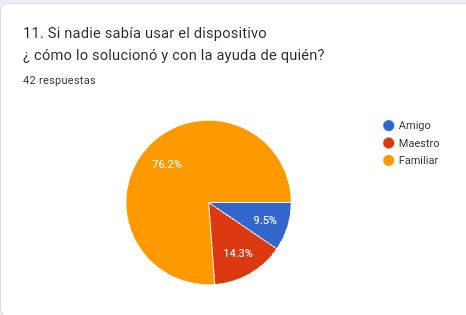 11. Si nadie sabía usar el dispositivo
¿ cómo lo solucionó y con la ayuda de quién?
42 respuestas
Amigo
Maestro
Familiar
76.2%
9.5%
14.3%